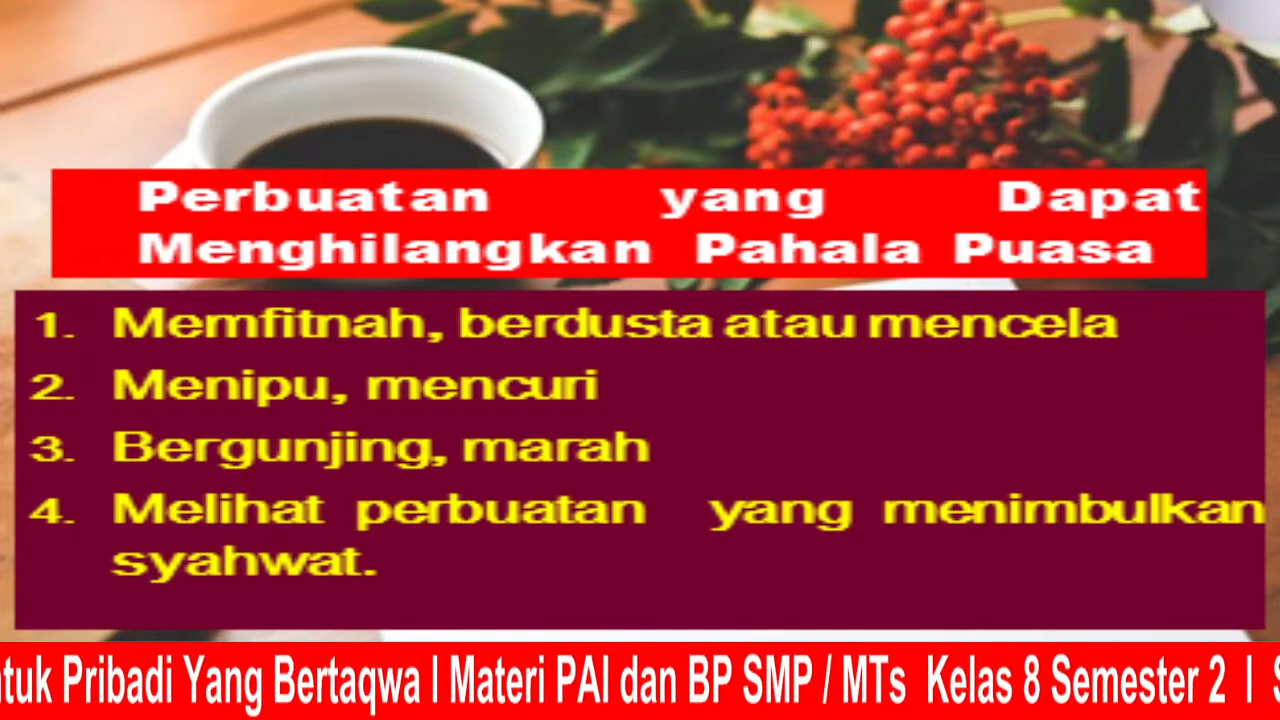 Perbuatan yang Dapat
Menghilangkan Pahala Puasa
1. Memfitnah, berdusta atau mencela
2. Menipu, mencuri
3. Bergunjing, marah
4. Melihat perbuatan yang menimbulkan
syahwat.
Pribadi Yang Bertaqwa l Materi PAI dan BP SMP / MTs Kelas 8 Semester 2 l